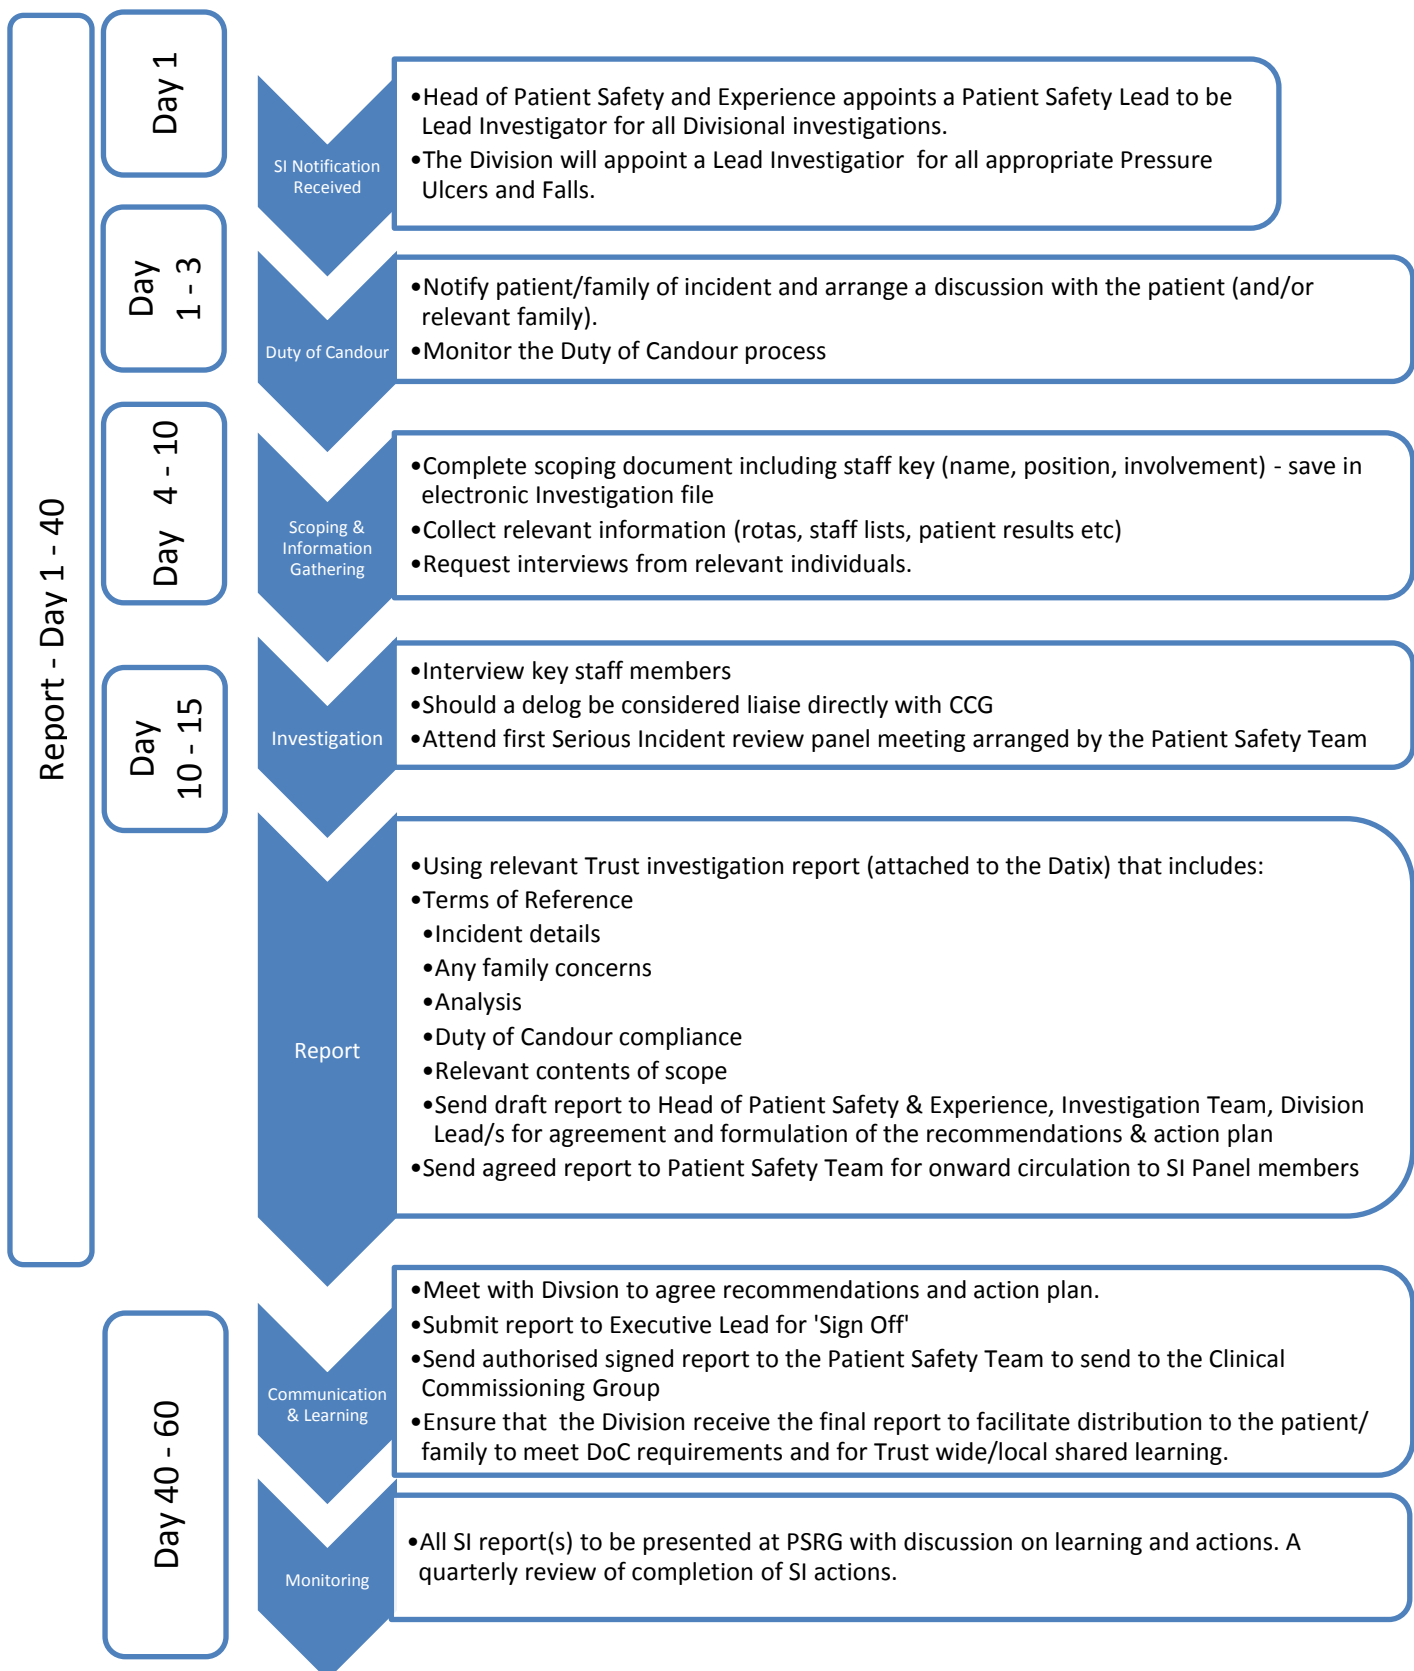 Report - Day 1 - 40
Day 1
SI Notification
Received
•Head of Patient Safety and Experience appoints a Patient Safety Lead to be
Lead Investigator for all Divisional investigations.
•The Division will appoint a Lead Investigatior  for all appropriate Pressure
Ulcers and Falls.
Day
1 - 3
Duty of Candour
•Notify patient/family of incident and arrange a discussion with the patient (and/or
relevant family).
•Monitor the Duty of Candour process
Day  4 - 10
Scoping &
Information
Gathering
•Complete scoping document including staff key (name, position, involvement) - save in
electronic Investigation file
•Collect relevant information (rotas, staff lists, patient results etc)
•Request interviews from relevant individuals.
Day
10 - 15
Investigation
•Interview key staff members
•Should a delog be considered liaise directly with CCG
•Attend first Serious Incident review panel meeting arranged by the Patient Safety Team
Report
•Using relevant Trust investigation report (attached to the Datix) that includes:
•Terms of Reference
•Incident details
•Any family concerns
•Analysis
•Duty of Candour compliance
•Relevant contents of scope
•Send draft report to Head of Patient Safety & Experience, Investigation Team, Division
Lead/s for agreement and formulation of the recommendations & action plan
•Send agreed report to Patient Safety Team for onward circulation to SI Panel members
Day 40 - 60
Communication
& Learning
•Meet with Divsion to agree recommendations and action plan.
•Submit report to Executive Lead for 'Sign Off'
•Send authorised signed report to the Patient Safety Team to send to the Clinical
Commissioning Group
•Ensure that  the Division receive the final report to facilitate distribution to the patient/
family to meet DoC requirements and for Trust wide/local shared learning.
Monitoring
•All SI report(s) to be presented at PSRG with discussion on learning and actions. A
quarterly review of completion of SI actions.